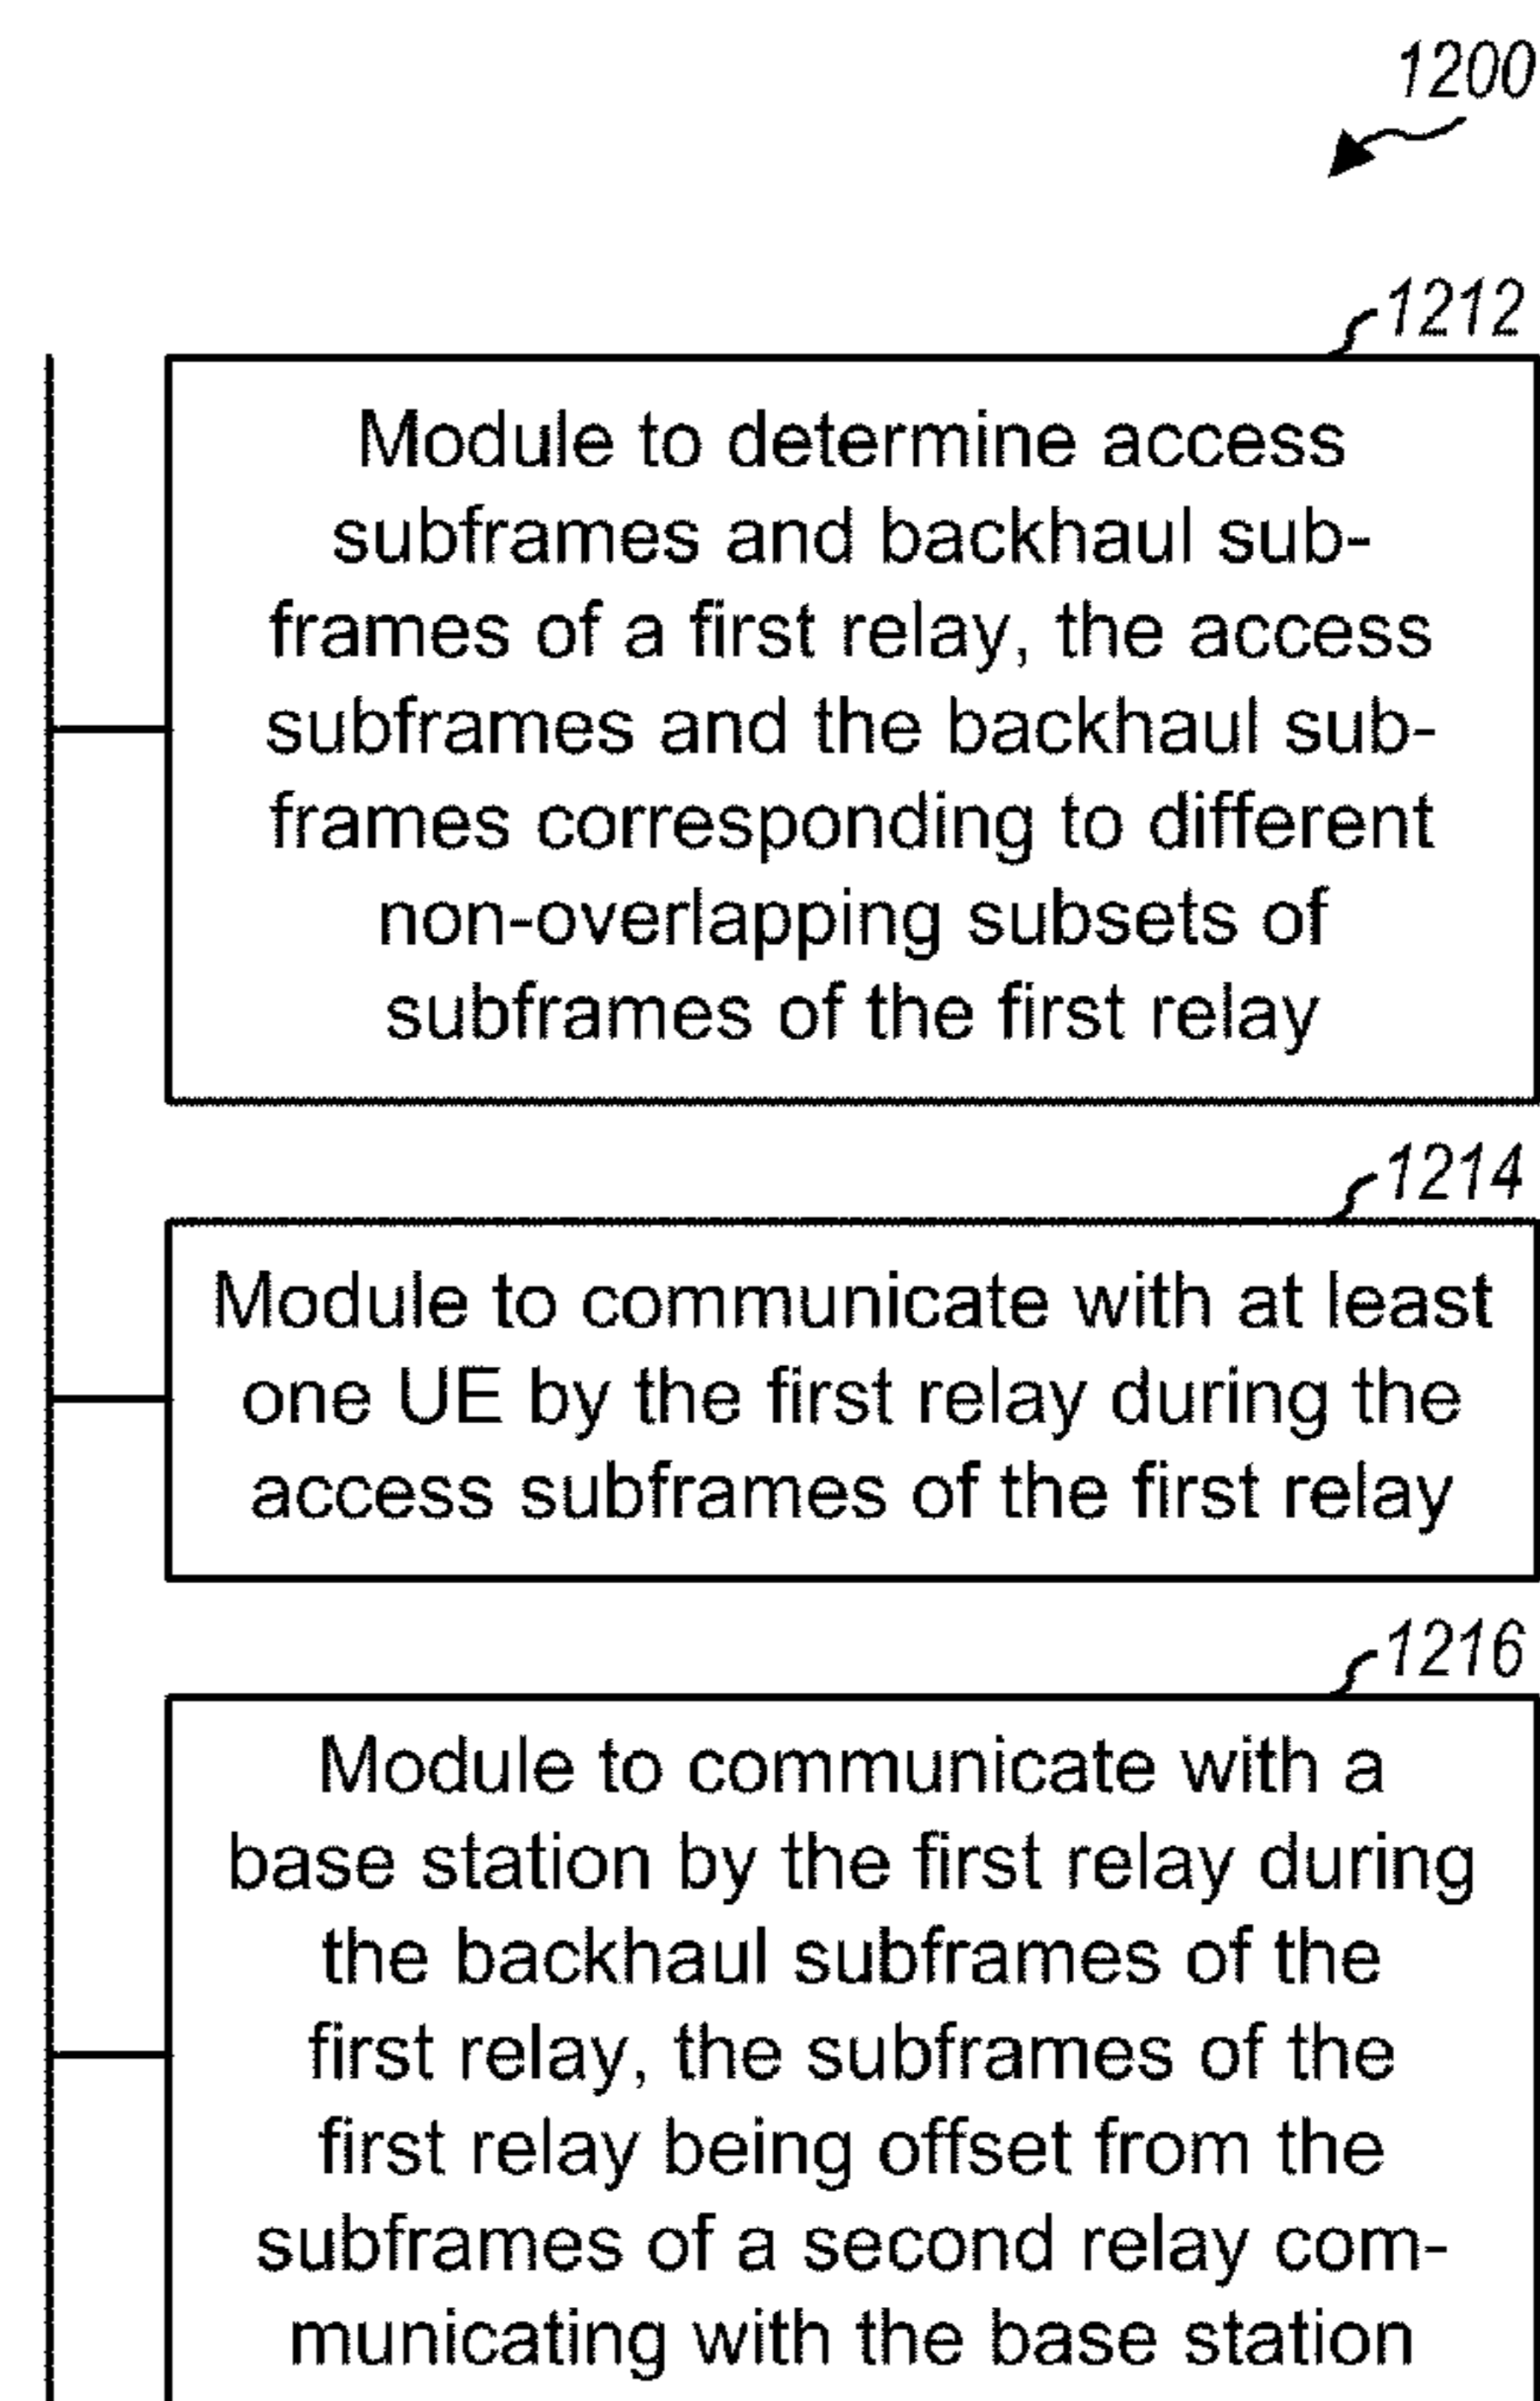 1200
1212
Module to determine access
subframes and backhaul sub-
frames of a first relay, the access
subframes and the backhaul sub-
frames corresponding to different
non-overlapping subsets of
subframes of the first relay
1214
Module to communicate with at least
one UE by the first relay during the
access subframes of the first relay
1216
Module to communicate with a
base station by the first relay during
the backhaul subframes of the
first relay, the subframes of the
first relay being offset from the
subframes of a second relay com-
municating with the base station